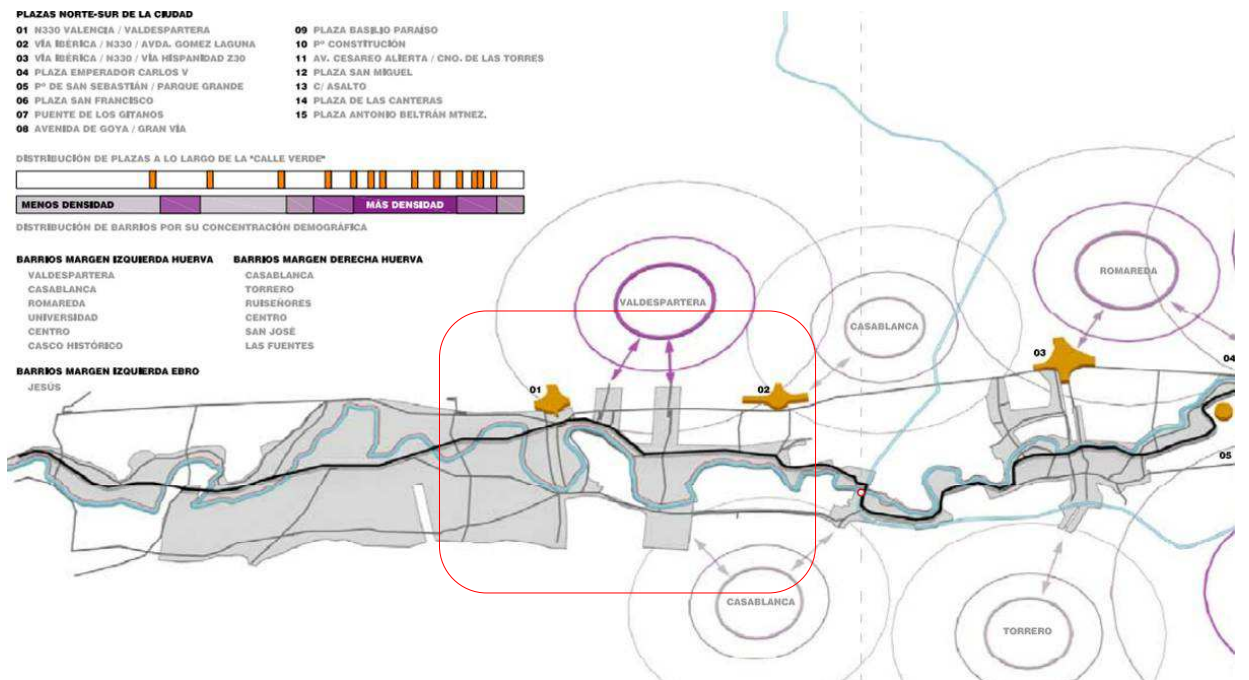 PLAZAS NORTE-SUR DE LA CIUDAD
01 N330 VALENCIA / VALDESPARTERA
02 VÍA IBÉRICA / N330 / AVDA. GOMEZ LAGUNA
03 VÍA IBÉRICA / N330 / VÍA HISPANIDAD Z30
04 PLAZA EMPERADOR CARLOS V
05 Pº DE SAN SEBASTIÁN / PARQUE GRANDE
06 PLAZA SAN FRANCISCO
07 PUENTE DE LOS GITANOS
08 AVENIDA DE GOYA / GRAN VÍA
09 PLAZA BASILIO PARAÍSO
10 Pº CONSTITUCIÓN
11 AV. CESAREO ALIERTA / CNO. DE LAS TORRES
12 PLAZA SAN MIGUEL
13 C/ ASALTO
14 PLAZA DE LAS CANTERAS
15 PLAZA ANTONIO BELTRÁN MTNEZ.
DISTRIBUCIÓN DE PLAZAS A LO LARGO DE LA "CALLE VERDE"
MENOS DENSIDAD MÁS DENSIDAD
DISTRIBUCIÓN DE BARRIOS POR SU CONCENTRACIÓN DEMOGRÁFICA
BARRIOS MARGEN IZQUIERDA HUERVA
VALDESPARTERA
CASABLANCA
ROMAREDA
UNIVERSIDAD
CENTRO
CASCO HISTÓRICO
BARRIOS MARGEN DERECHA HUERVA
CASABLANCA
TORRERO
RUISEÑORES
CENTRO
SAN JOSÉ
LAS FUENTES
BARRIOS MARGEN IZQUIERDA EBRO
JESÚS
ROMAREDA
VALDESPARTERA
CASABLANCA
03
04
01
02
05
CASABLANCA
TORRERO